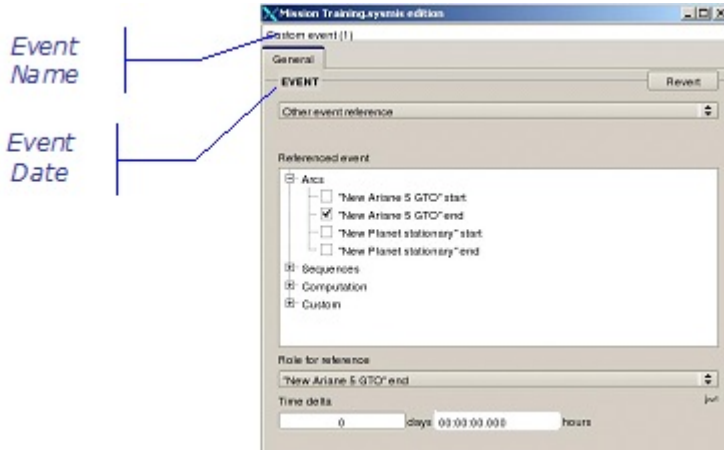 Mission Training.sysmis edition
Custom event (1)
Event
Name
General
EVENT
Revert
Other event reference
Event
Date
Referenced event
Arcs
"New Ariane 5 GTO" start
"New Ariane 5 GTO" end
"New Planet stationary" start
"New Planet stationary" end
Sequences
Computation
Custom
Role for reference
"New Ariane 5 GTO" end
Time delta
0 days 00:00:00.000 hours